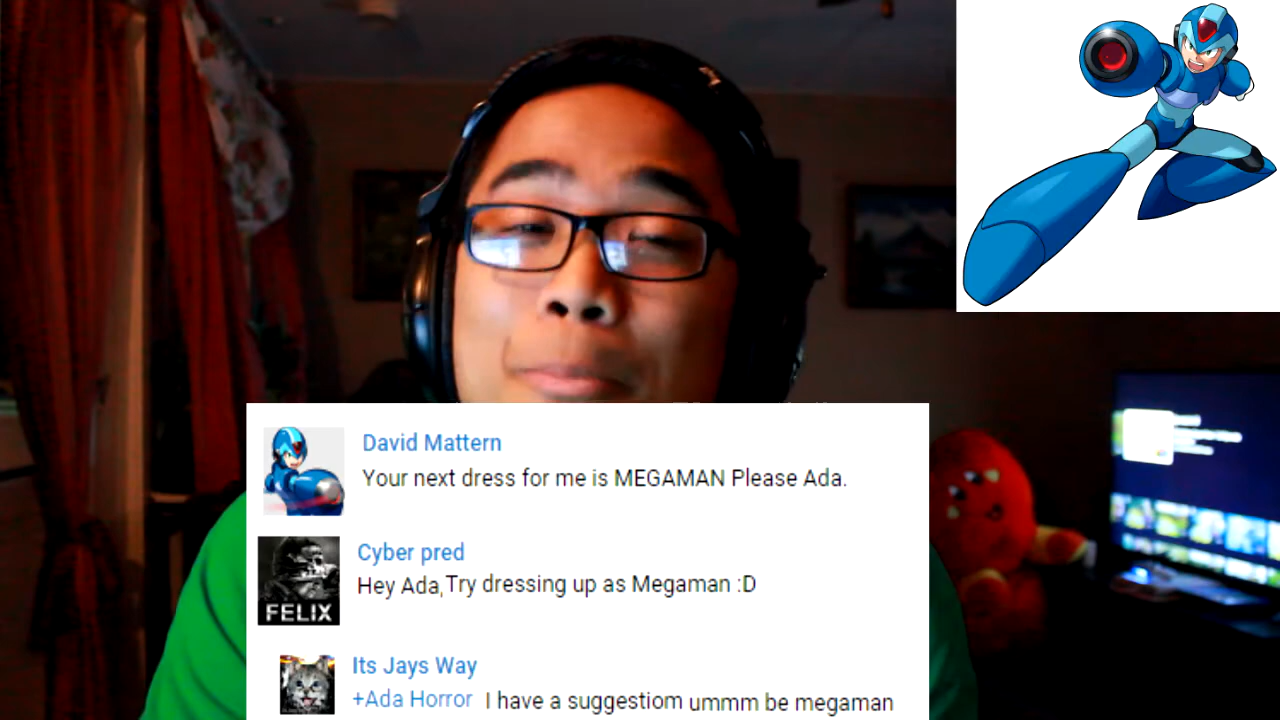 David Mattern
Your next dress for me is MEGAMAN Please Ada.
Cyber pred
Hey Ada,Try dressing up as Megaman :D
FELIX
Its Jays Way
+Ada Horror I have a suggestiom ummm be megaman